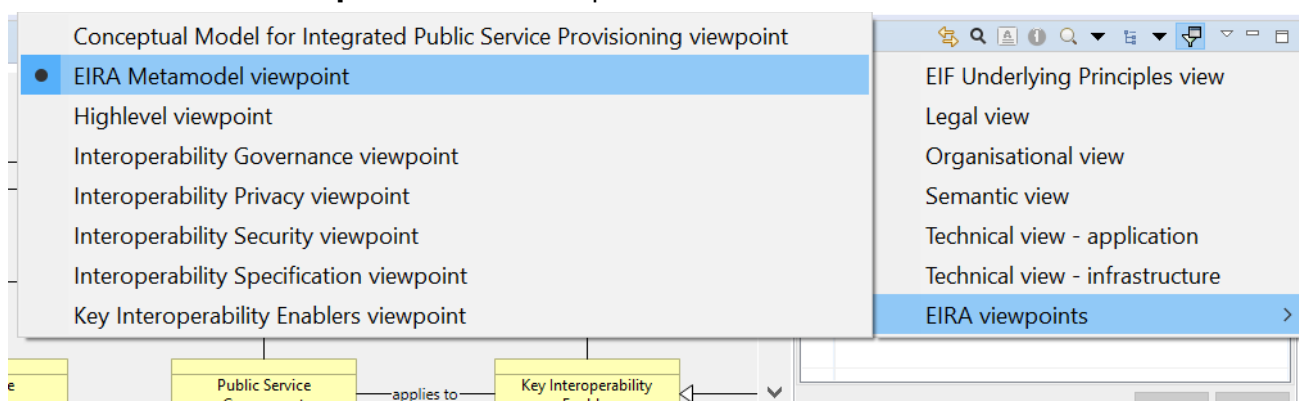 Conceptual Model for Integrated Public Service Provisioning viewpoint
EIRA Metamodel viewpoint
Highlevel viewpoint
Interoperability Governance viewpoint
Interoperability Privacy viewpoint
Interoperability Security viewpoint
Interoperability Specification viewpoint
Key Interoperability Enablers viewpoint
EIF Underlying Principles view
Legal view
Organisational view
Semantic view
Technical view - application
Technical view - infrastructure
EIRA viewpoints
e
Public Service
applies to
Key Interoperability